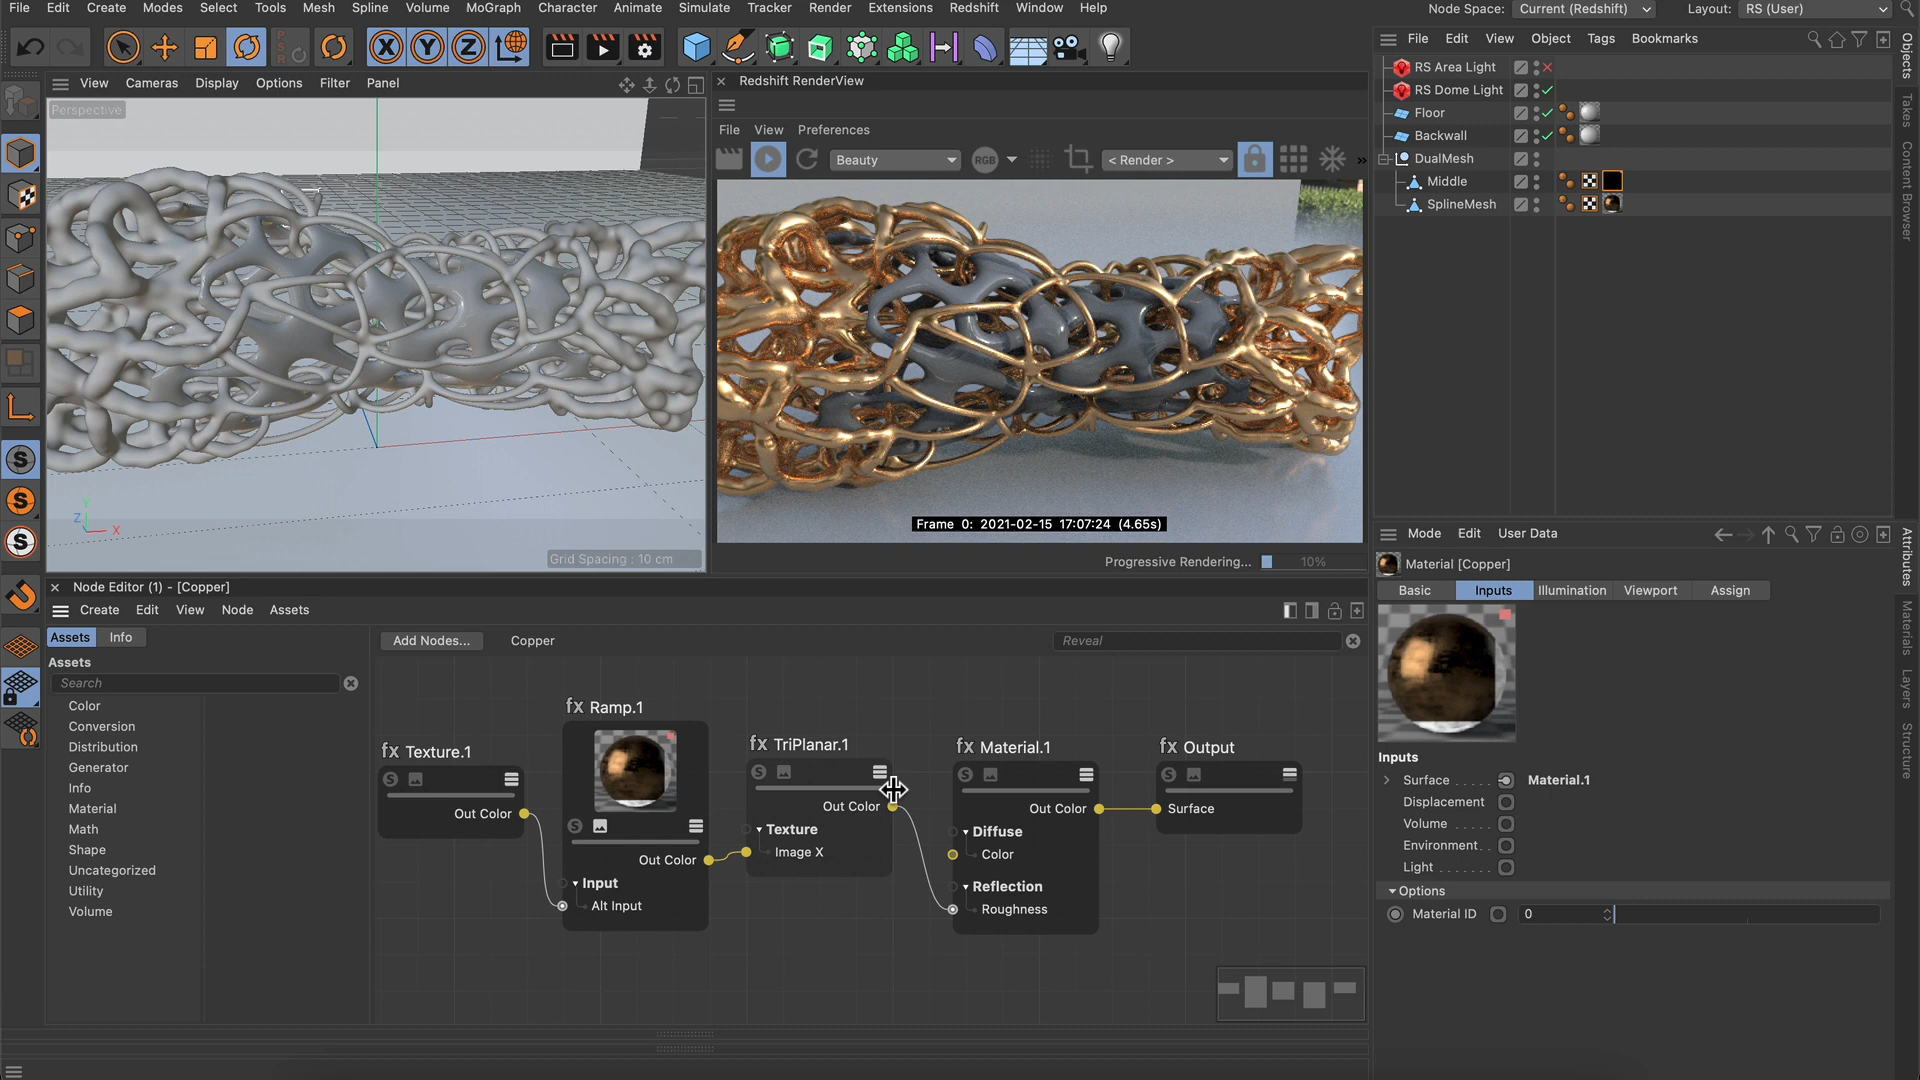 File Edit Create Modes Select Tools Mesh Spline Volume MoGraph Character Animate Simulate Tracker Render Extensions Redshift Window Help
Node Space: Current (Redshift) Layout: RS (User)
PSR X Y Z
File Edit View Object Tags Bookmarks
RS Area Light
RS Dome Light
Floor
Backwall
DualMesh
Middle
SplineMesh
Objects
Takes
Content Browser
View Cameras Display Options Filter Panel
Perspective
Y
Z X
Grid Spacing : 10 cm
S
S
S
Redshift RenderView
File View Preferences
Beauty RGB < Render > »
Frame 0: 2021-02-15 17:07:24 (4.65s)
Progressive Rendering... 10%
Node Editor (1) - [Copper]
Create Edit View Node Assets
Assets Info
Assets
Search
Color
Conversion
Distribution
Generator
Info
Material
Math
Shape
Uncategorized
Utility
Volume
Add Nodes... Copper Reveal
fx Texture.1
S
Out Color
fx Ramp.1
S
Out Color
Input
Alt Input
fx TriPlanar.1
S
Out Color
Texture
Image X
fx Material.1
S
Out Color
Diffuse
Color
Reflection
Roughness
fx Output
S
Surface
Mode Edit User Data
Material [Copper]
Basic Inputs Illumination Viewport Assign
Inputs
Surface . . . . . Material.1
Displacement
Volume . . . . . .
Environment .
Light . . . . . . .
Options
Material ID 0
Attributes
Materials
Layers
Structure